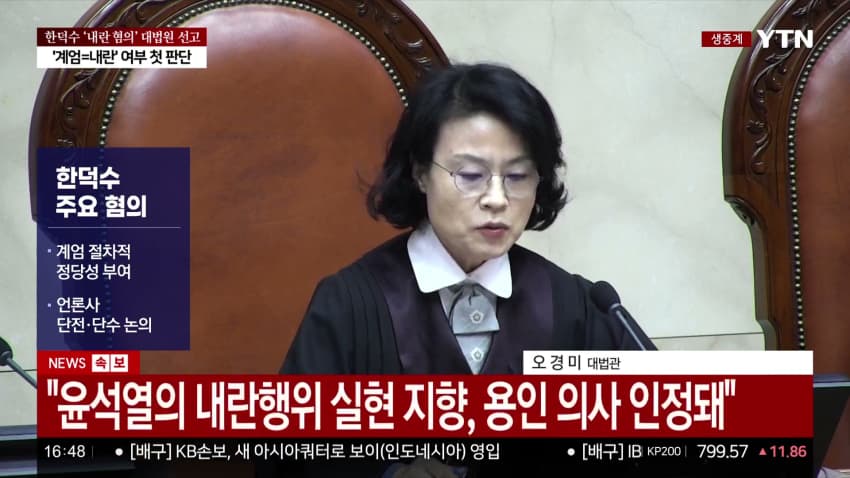 한덕수 '내란 혐의' 대법원 선고
'계엄=내란' 여부 첫 판단
생중계
YTN
한덕수
주요 혐의
· 계엄 절차적
정당성 부여
· 언론사
단전·단수 논의
NEWS 속보
오경미 대법관
"윤석열의 내란행위 실현 지향, 용인 의사 인정돼"
16:48 [배구] KB손보, 새 아시아쿼터로 보이(인도네시아) 영입 ○ [배구] IB KP200 799.57 ▲11.86